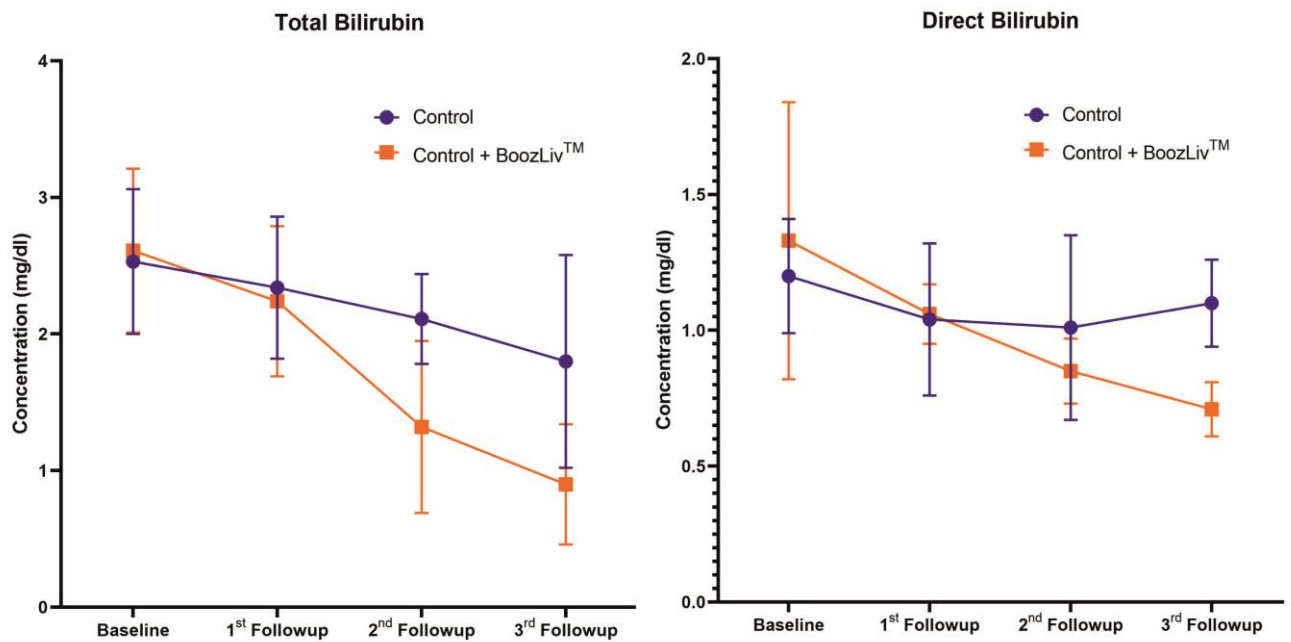 Total Bilirubin
Concentration (mg/dl)
4
3
2
1
0
Control
Control + BoozLiv™
Baseline
1st Followup
2nd Followup
3rd Followup
Direct Bilirubin
Concentration (mg/dl)
2.0
1.5
1.0
0.5
0.0
Control
Control + BoozLiv™
Baseline
1st Followup
2nd Followup
3rd Followup